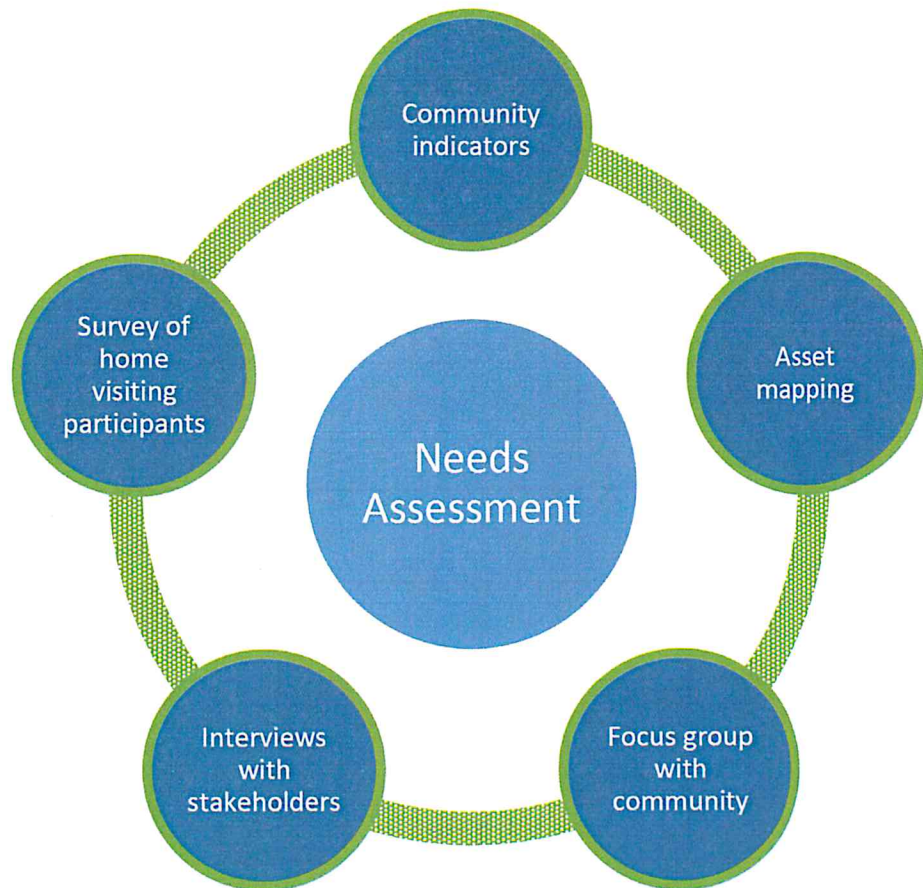 Community
indicators
Asset
mapping
Focus group
with
community
Interviews
with
stakeholders
Survey of
home
visiting
participants
Needs
Assessment